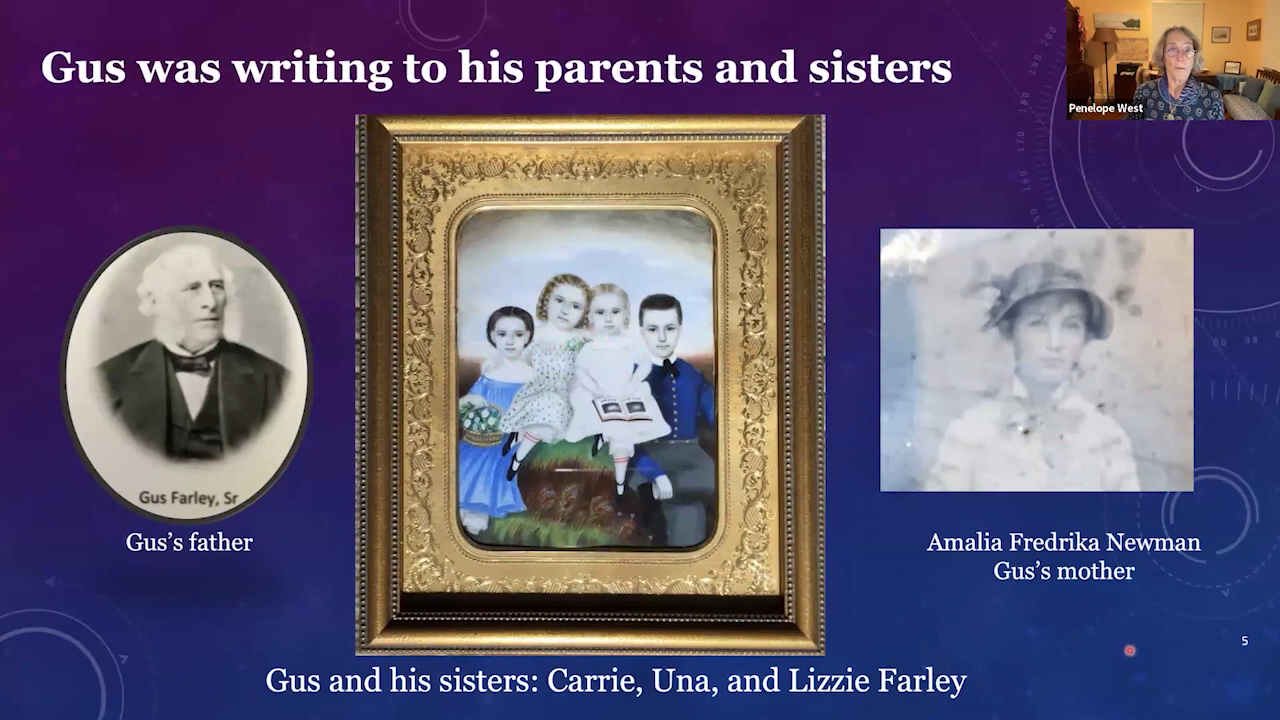 Gus was writing to his parents and sisters
Penelope West
Gus Farley, Sr
Gus's father
Amalia Fredrika Newman
Gus's mother
5
Gus and his sisters: Carrie, Una, and Lizzie Farley